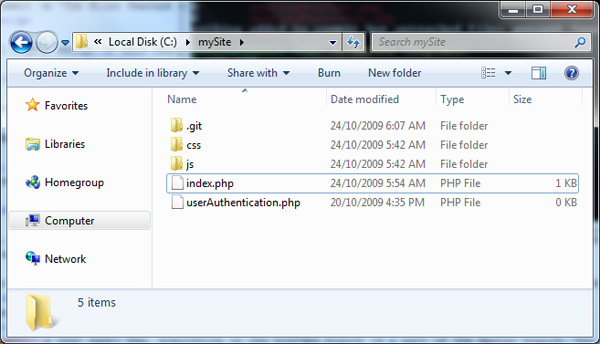 « Local Disk (C:) mySite Search mySite
Organize Include in library Share with Burn New folder
Name Date modified Type Size
Favorites
Libraries
Homegroup
Computer
Network
.git 24/10/2009 6:07 AM File folder
css 24/10/2009 5:42 AM File folder
js 24/10/2009 5:42 AM File folder
index.php 24/10/2009 5:54 AM PHP File 1 KB
userAuthentication.php 20/10/2009 4:35 PM PHP File 0 KB
5 items